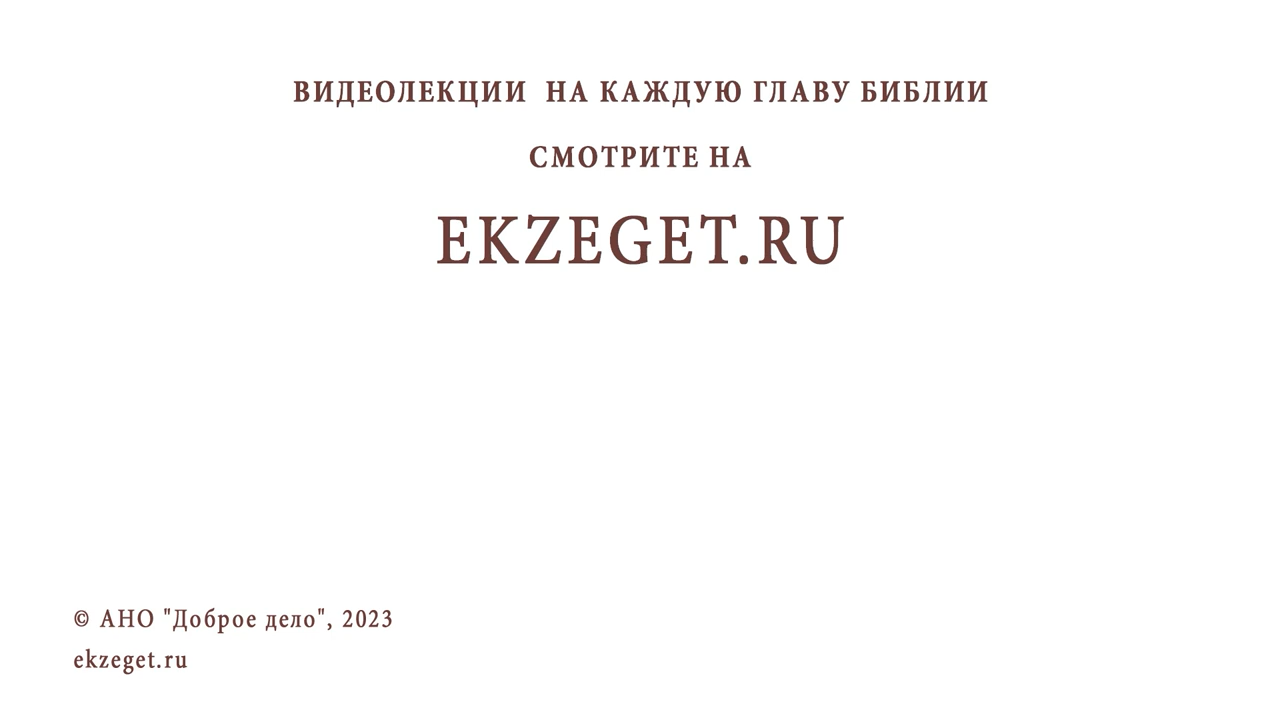 ВИДЕОЛЕКЦИИ  НА КАЖДУЮ ГЛАВУ БИБЛИИ
СМОТРИТЕ НА
EKZEGET.RU
© АНО "Доброе дело", 2023
ekzeget.ru